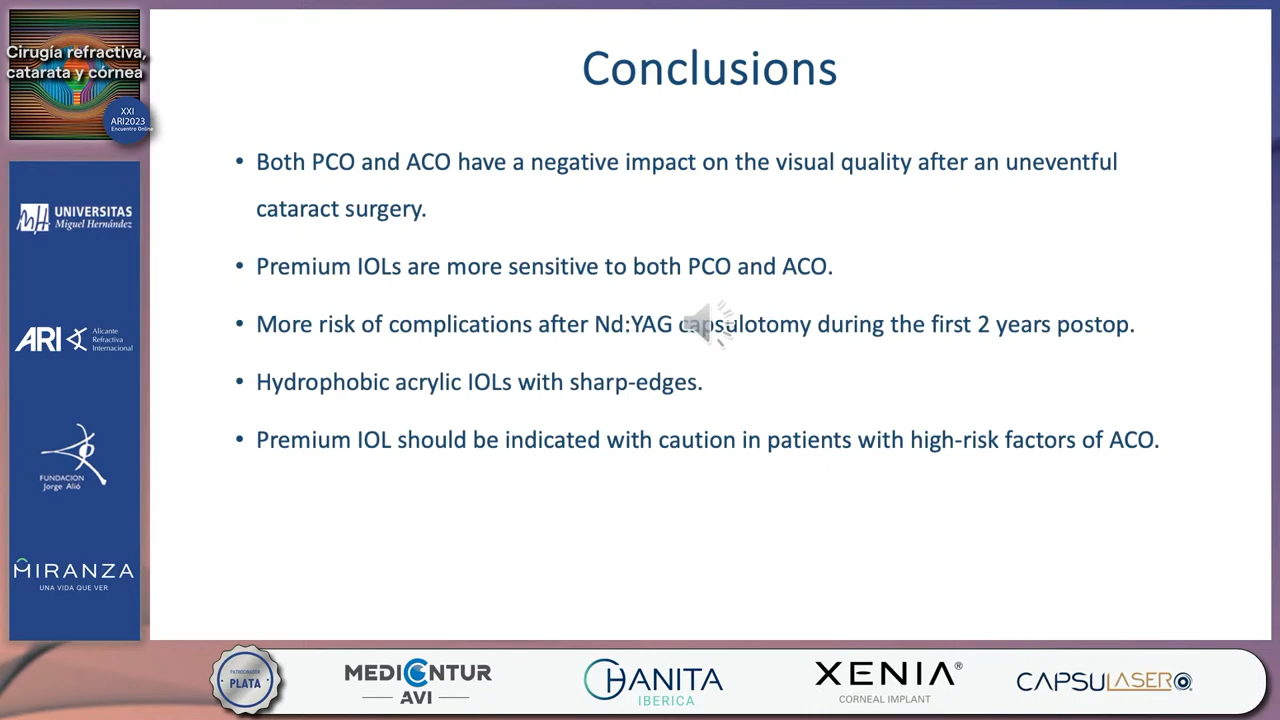 Cirugía refractiva,
catarata y córnea
XXI
ARI2023
Encuentro Online
Conclusions
• Both PCO and ACO have a negative impact on the visual quality after an uneventful
cataract surgery.
• Premium IOLs are more sensitive to both PCO and ACO.
• More risk of complications after Nd:YAG capsulotomy during the first 2 years postop.
• Hydrophobic acrylic IOLs with sharp-edges.
• Premium IOL should be indicated with caution in patients with high-risk factors of ACO.
UNIVERSITAS
Miguel Hernández
ARI
Alicante
Refractiva
Internacional
FUNDACION
Jorge Alió
MIRANZA
UNA VIDA QUE VER
PATROCINADOR
PLATA
MEDICONTUR
AVI
HANITA
IBERICA
XENIA®
CORNEAL IMPLANT
CAPSULASER